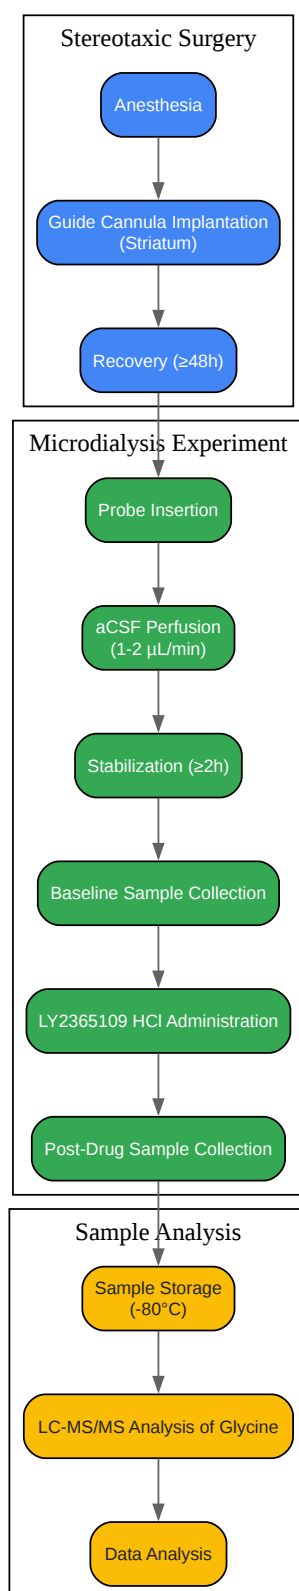 Stereotaxic Surgery
Anesthesia
Guide Cannula Implantation
(Striatum)
Recovery (≥48h)
Microdialysis Experiment
Probe Insertion
aCSF Perfusion
(1-2 µL/min)
Stabilization (≥2h)
Baseline Sample Collection
LY2365109 HCl Administration
Post-Drug Sample Collection
Sample Analysis
Sample Storage
(-80°C)
LC-MS/MS Analysis of Glycine
Data Analysis